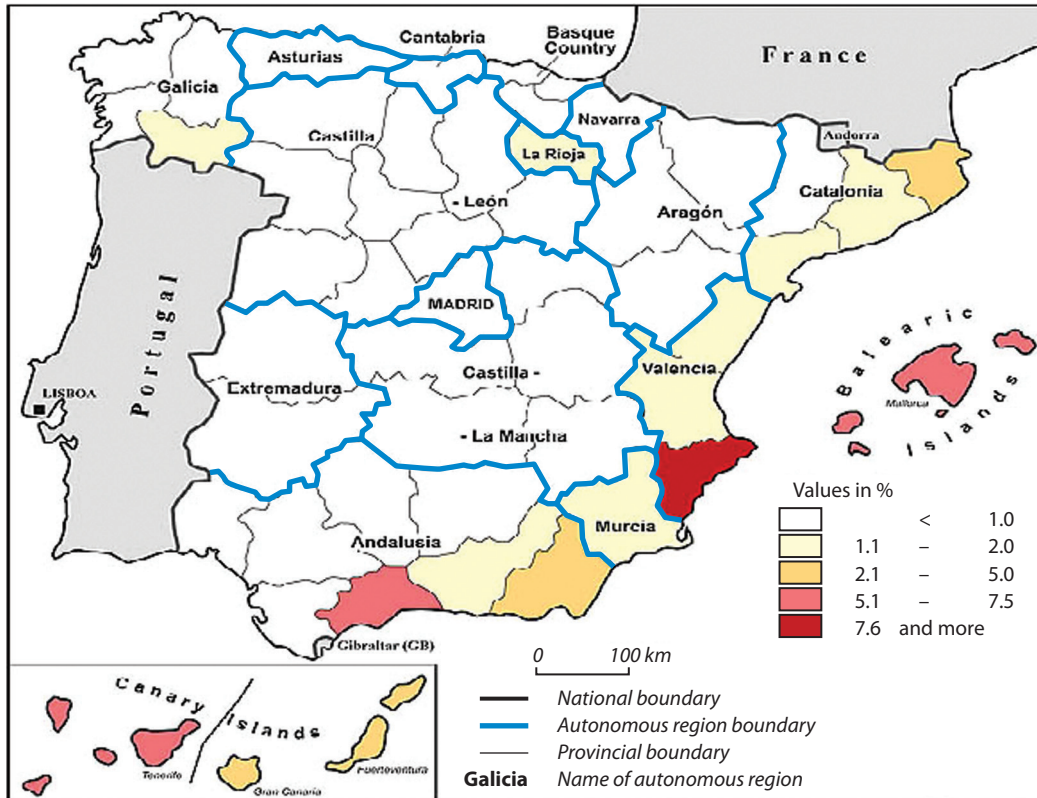 Cantabria
Basque
Country
Asturias
France
Galicia
Navarra
Andorra
Castilla
La Rioja
Catalonia
- León
Aragón
MADRID
Portugal
Balearic
Islands
Mallorca
Valencia
Castilla -
Extremadura
LISBOA
- La Mancha
Values in %
< 1.0
1.1 – 2.0
2.1 – 5.0
5.1 – 7.5
7.6 and more
Murcia
Andalusia
Gibraltar (GB)
0 100 km
Canary
Islands
Tenerife
Gran Canaria
Fuerteventura
National boundary
Autonomous region boundary
Provincial boundary
Galicia Name of autonomous region